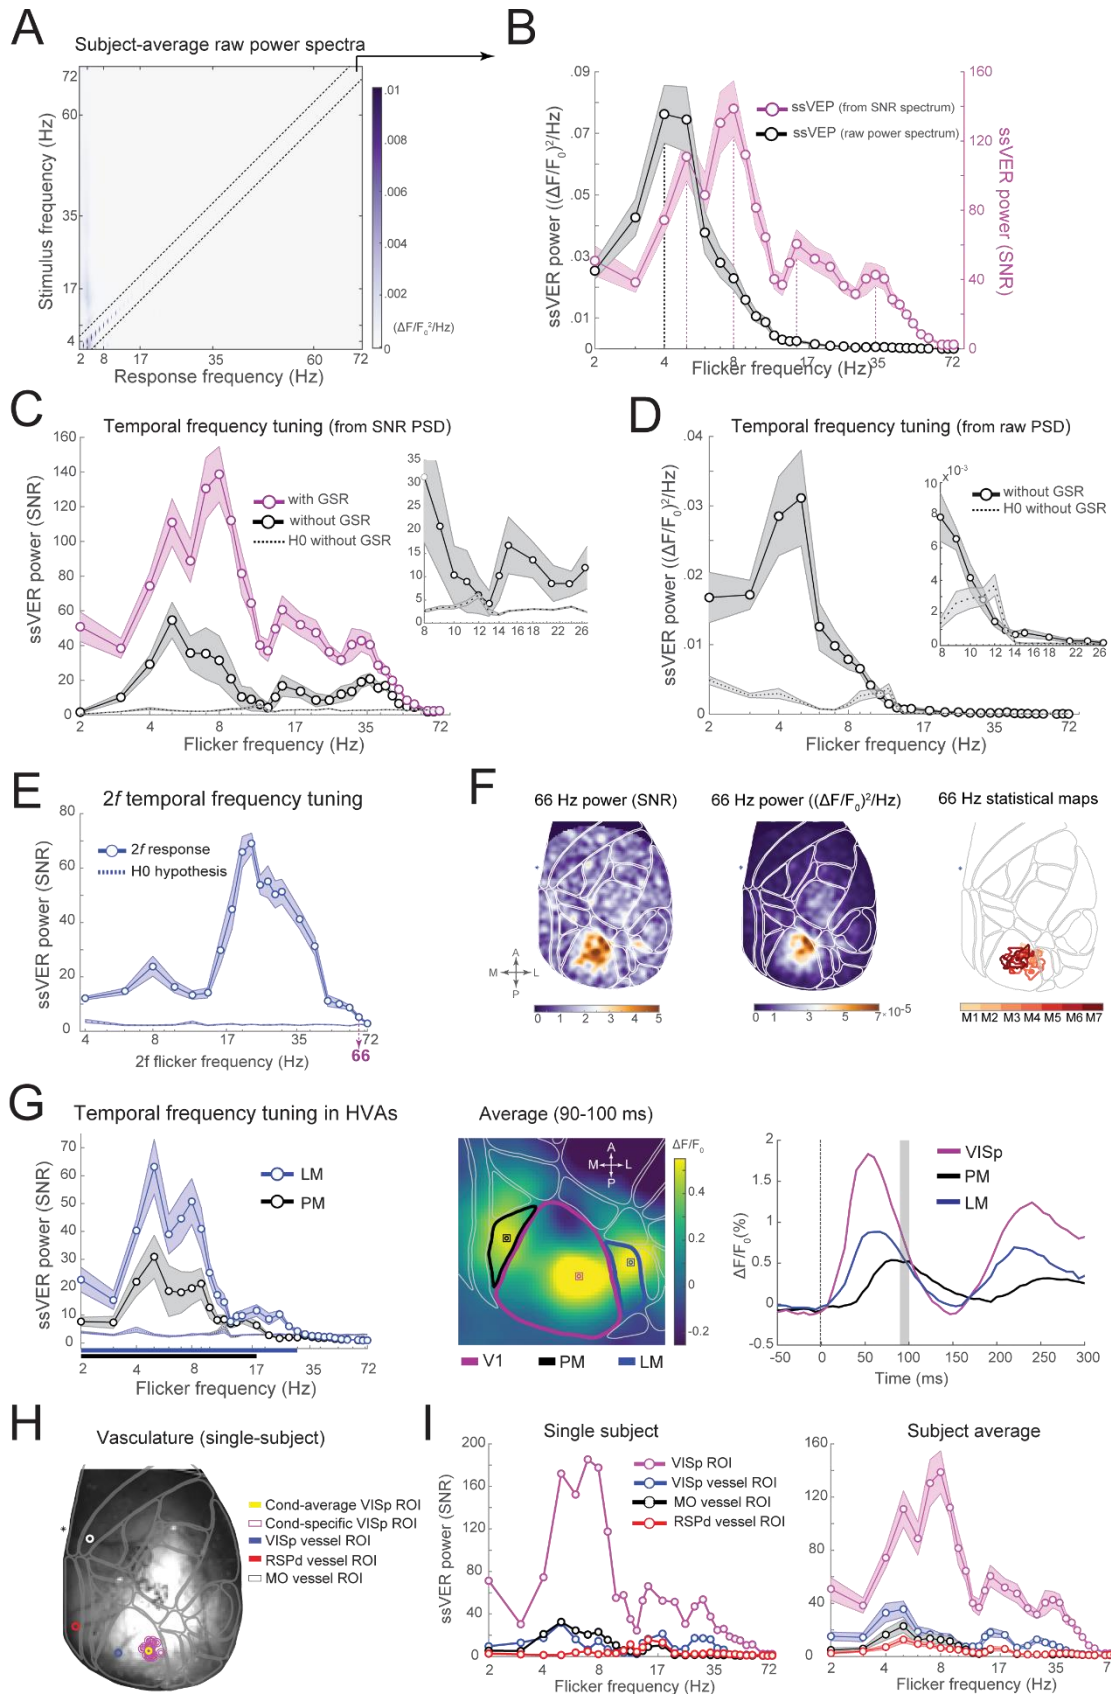 A
Subject-average raw power spectra
72
60
35
17
4
Stimulus frequency (Hz)
2 8 17 35 60 72
Response frequency (Hz)
.01
.008
.006
.004
.002
0
(ΔF/F₀²/Hz)
B
.09
.07
.05
.03
.01
0
ssVER power ((ΔF/F₀)²/Hz)
160
120
80
40
0
ssVER power (SNR)
ssVEP (from SNR spectrum)
ssVEP (raw power spectrum)
2 4 8 17 35 72
Flicker frequency (Hz)
C
Temporal frequency tuning (from SNR PSD)
160
140
120
100
80
60
40
20
0
ssVER power (SNR)
with GSR
without GSR
H0 without GSR
2 4 8 17 35 72
Flicker frequency (Hz)
35
30
25
20
15
10
5
0
8 10 12 14 16 18 22 24 26
D
Temporal frequency tuning (from raw PSD)
.04
.03
.02
.01
0
ssVER power ((ΔF/F₀)²/Hz)
2 4 8 17 35 72
Flicker frequency (Hz)
x10⁻³
10
8
6
4
2
0
without GSR
H0 without GSR
8 10 12 14 16 18 22 26
E
2f temporal frequency tuning
80
60
40
20
0
ssVER power (SNR)
2f response
H0 hypothesis
4 8 17 35 72
66
2f flicker frequency (Hz)
F
66 Hz power (SNR)
66 Hz power ((ΔF/F₀)²/Hz)
66 Hz statistical maps
*
*
*
A
M L
P
0 1 2 3 4 5
0 1 3 5 7×10⁻⁵
M1 M2 M3 M4 M5 M6 M7
G
Temporal frequency tuning in HVAs
70
60
50
40
30
20
10
0
ssVER power (SNR)
LM
PM
2 4 8 17 35 72
Flicker frequency (Hz)
Average (90-100 ms)
A
M L
P
ΔF/F₀
0.4
0.2
0
-0.2
V1 PM LM
2
1.5
1
0.5
0
-0.5
ΔF/F₀(%)
VISp
PM
LM
-50 0 50 100 150 200 250 300
Time (ms)
H
Vasculature (single-subject)
*
Cond-average VISp ROI
Cond-specific VISp ROI
VISp vessel ROI
RSPd vessel ROI
MO vessel ROI
I
Single subject
200
160
120
80
40
0
ssVER power (SNR)
VISp ROI
VISp vessel ROI
MO vessel ROI
RSPd vessel ROI
2 4 8 17 35 72
Flicker frequency (Hz)
Subject average
160
120
80
40
0
2 4 8 17 35 72
Flicker frequency (Hz)